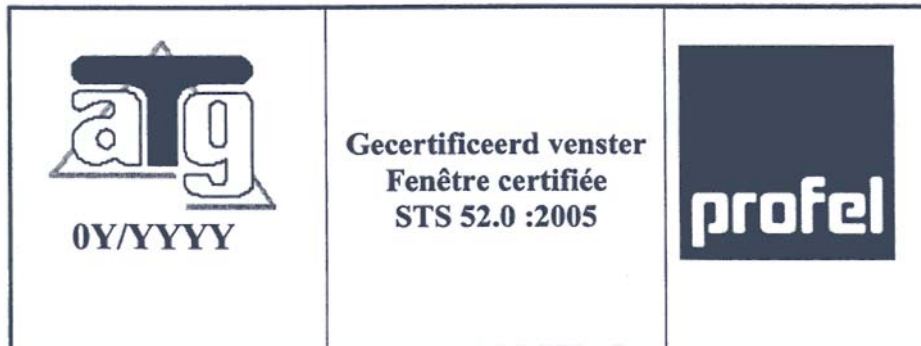 aTg
0Y/YYYY
Gecertificeerd venster
Fenêtre certifiée
STS 52.0 :2005
profel